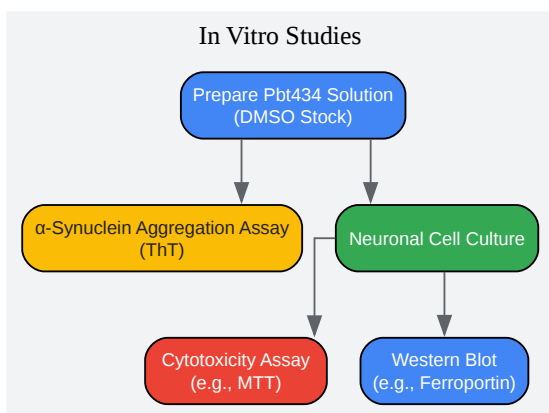 In Vitro Studies
Prepare Pbt434 Solution
(DMSO Stock)
α-Synuclein Aggregation Assay
(ThT)
Neuronal Cell Culture
Cytotoxicity Assay
(e.g., MTT)
Western Blot
(e.g., Ferroportin)